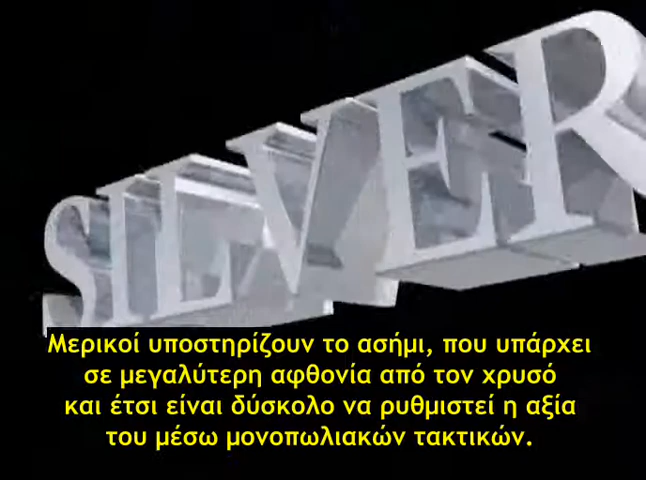 SILVER
Μερικοί υποστηρίζουν το ασήμι, που υπάρχει
σε μεγαλύτερη αφθονία από τον χρυσό
και έτσι είναι δύσκολο να ρυθμιστεί η αξία
του μέσω μονοπωλιακών τακτικών.